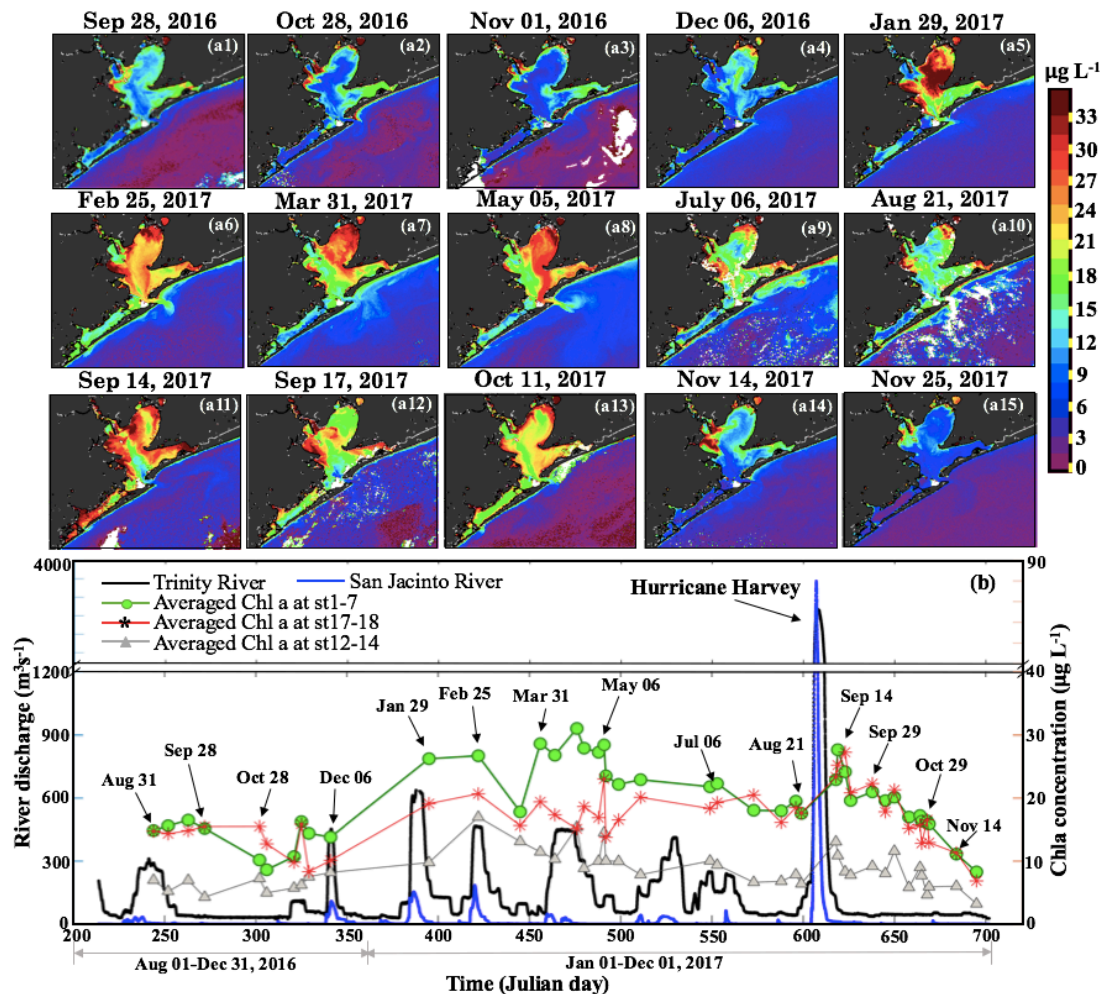 Sep 28, 2016 Oct 28, 2016 Nov 01, 2016 Dec 06, 2016 Jan 29, 2017
(a1) (a2) (a3) (a4) (a5)
µg L-1
33
30
27
24
21
18
15
12
9
6
3
0
Feb 25, 2017 Mar 31, 2017 May 05, 2017 July 06, 2017 Aug 21, 2017
(a6) (a7) (a8) (a9) (a10)
Sep 14, 2017 Sep 17, 2017 Oct 11, 2017 Nov 14, 2017 Nov 25, 2017
(a11) (a12) (a13) (a14) (a15)
4000
90
Trinity River San Jacinto River
(b)
Averaged Chl a at st1-7
Hurricane Harvey
Averaged Chl a at st17-18
Averaged Chl a at st12-14
1200
40
Aug 31
Sep 28
Oct 28
Dec 06
Jan 29
Feb 25
Mar 31
May 06
Jul 06
Aug 21
Sep 14
Sep 29
Oct 29
Nov 14
900
600
300
0
30
20
10
0
River discharge (m3s-1)
Chla concentration (µg L-1)
200 250 300 350 400 450 500 550 600 650 700
Aug 01-Dec 31, 2016
Jan 01-Dec 01, 2017
Time (Julian day)